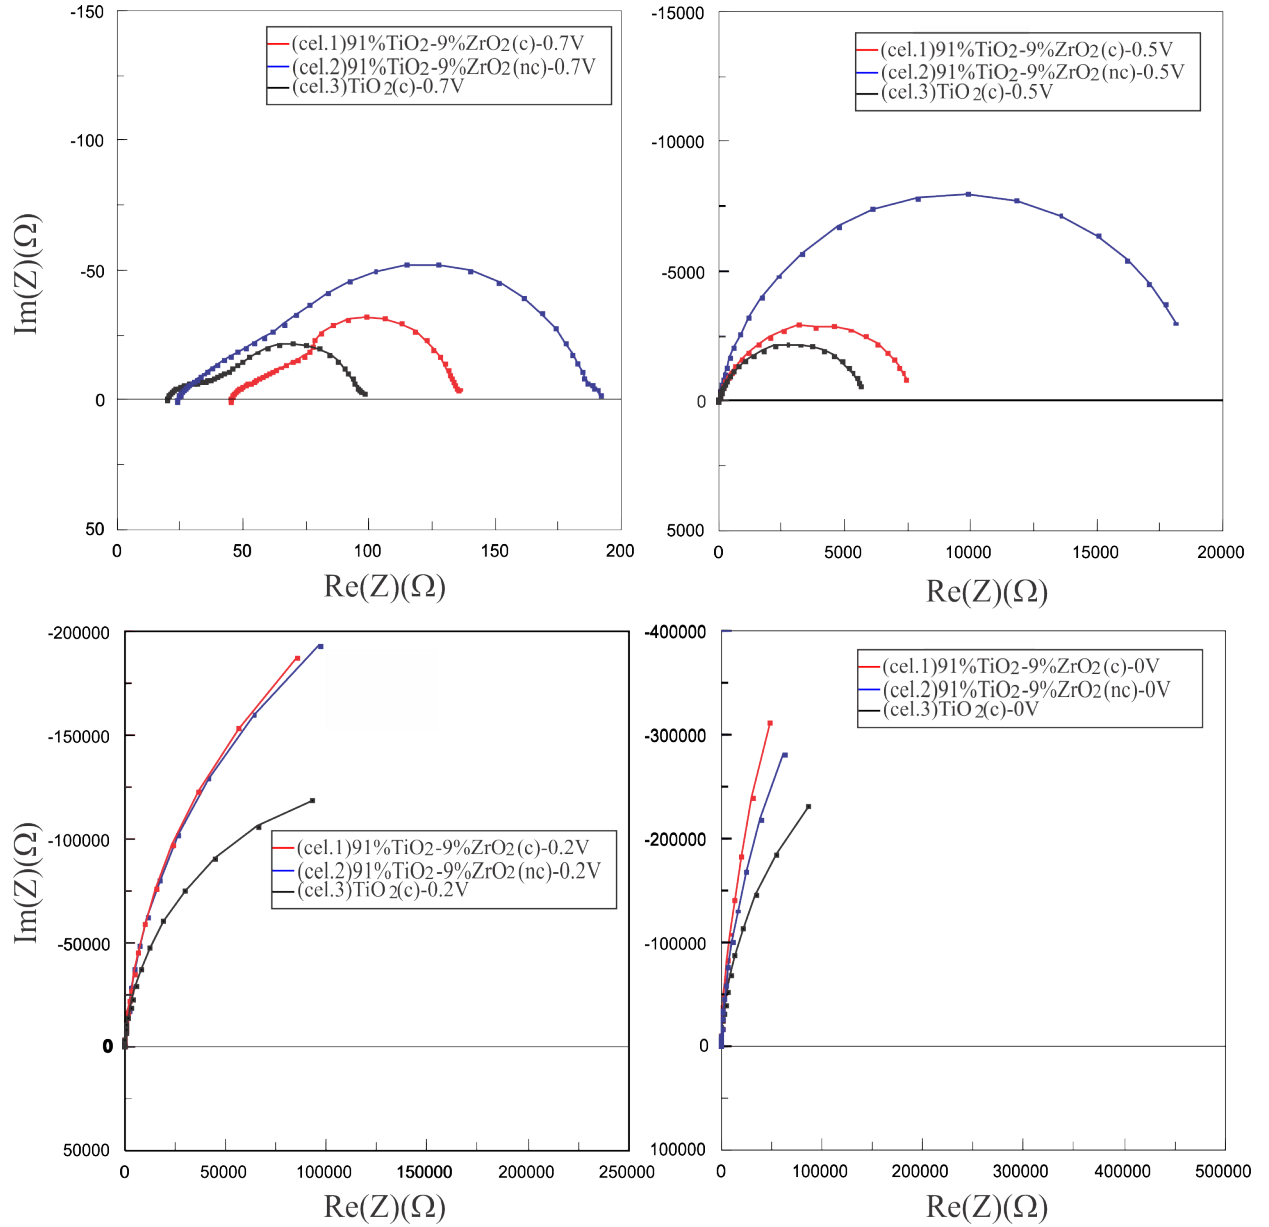 -150
-100
-50
0
50
0
50
100
150
200
Im(Z)(Ω)
Re(Z)(Ω)
(cel.1)91%TiO2-9%ZrO2(c)-0.7V
(cel.2)91%TiO2-9%ZrO2(nc)-0.7V
(cel.3)TiO2(c)-0.7V
-15000
-10000
-5000
0
5000
0
5000
10000
15000
20000
Re(Z)(Ω)
(cel.1)91%TiO2-9%ZrO2(c)-0.5V
(cel.2)91%TiO2-9%ZrO2(nc)-0.5V
(cel.3)TiO2(c)-0.5V
-200000
-150000
-100000
-50000
0
50000
0
50000
100000
150000
200000
250000
Im(Z)(Ω)
Re(Z)(Ω)
(cel.1)91%TiO2-9%ZrO2(c)-0.2V
(cel.2)91%TiO2-9%ZrO2(nc)-0.2V
(cel.3)TiO2(c)-0.2V
-400000
-300000
-200000
-100000
0
100000
0
100000
200000
300000
400000
500000
Re(Z)(Ω)
(cel.1)91%TiO2-9%ZrO2(c)-0V
(cel.2)91%TiO2-9%ZrO2(nc)-0V
(cel.3)TiO2(c)-0V